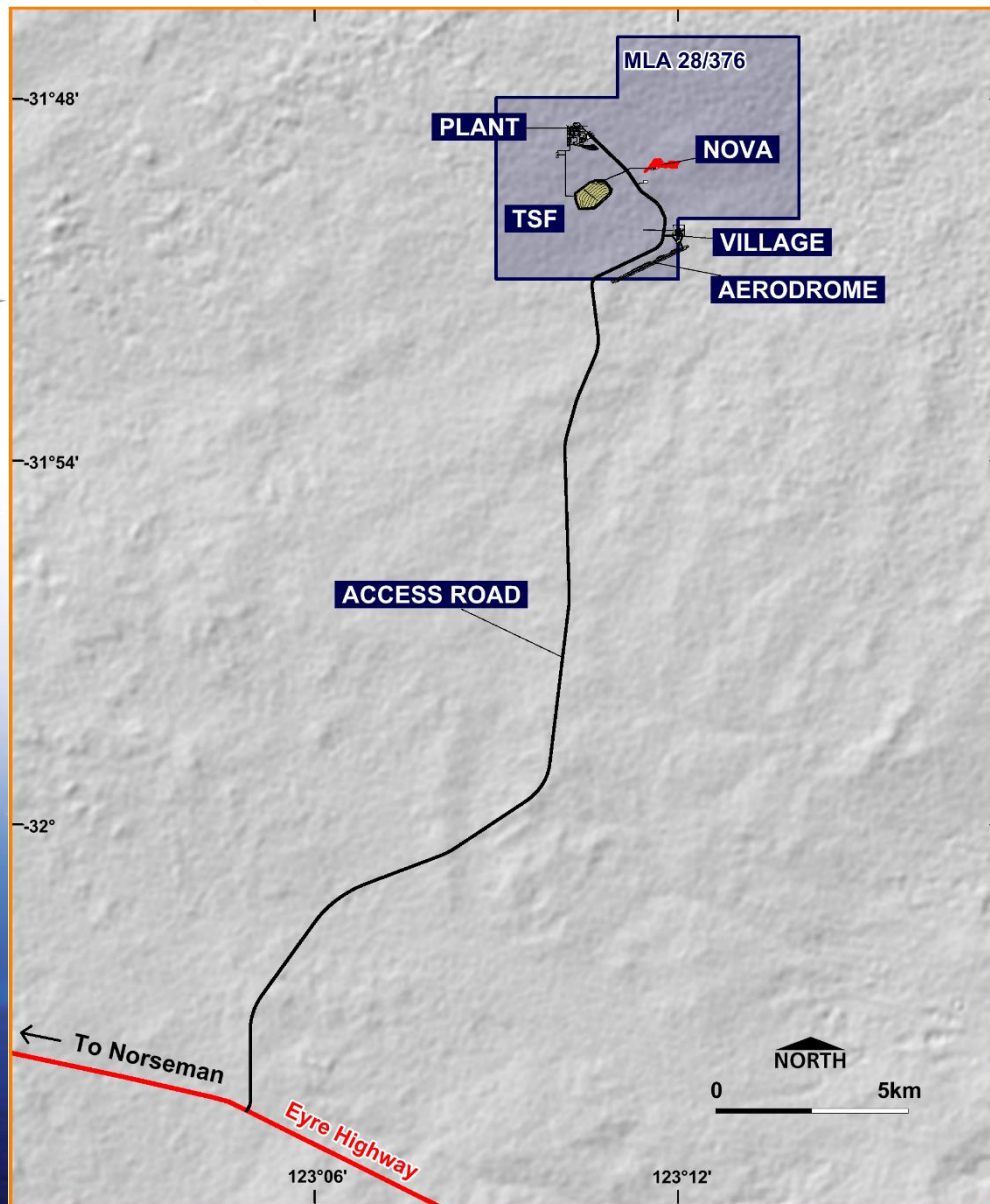 MLA 28/376
-31°48'
PLANT
NOVA
TSF
VILLAGE
AERODROME
-31°54'
ACCESS ROAD
-32°
To Norseman
NORTH
0 5km
Eyre Highway
123°06' 123°12'